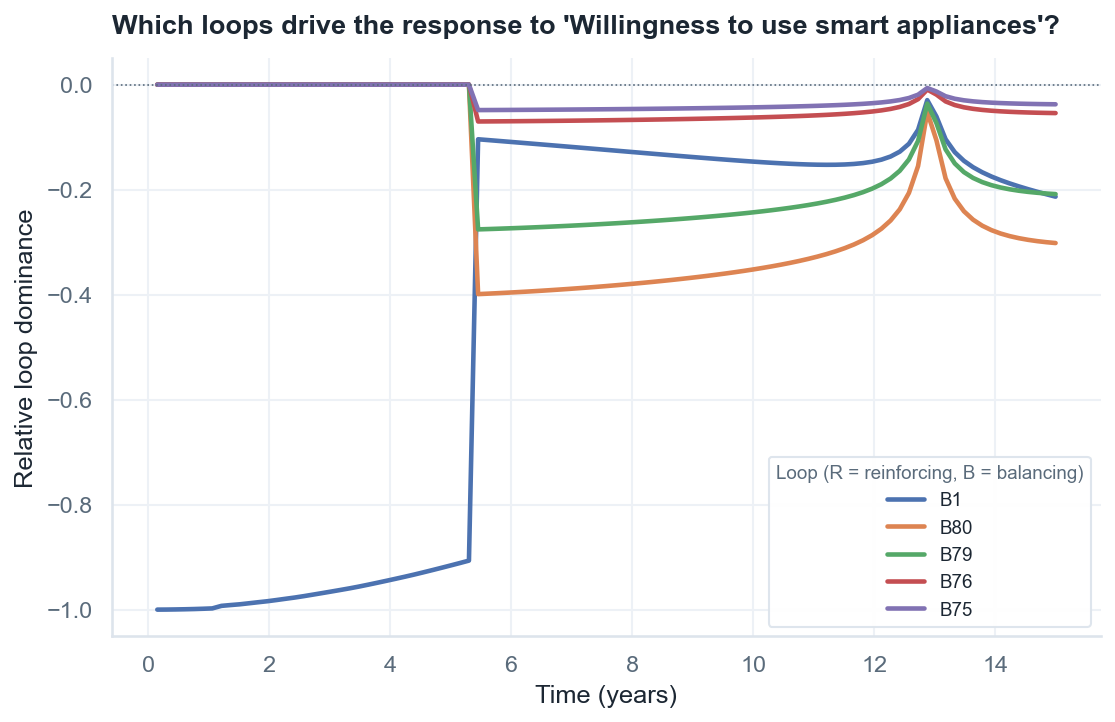 Which loops drive the response to 'Willingness to use smart appliances'?
Relative loop dominance
0.0
−0.2
−0.4
−0.6
−0.8
−1.0
0 2 4 6 8 10 12 14
Time (years)
Loop (R = reinforcing, B = balancing)
B1
B80
B79
B76
B75